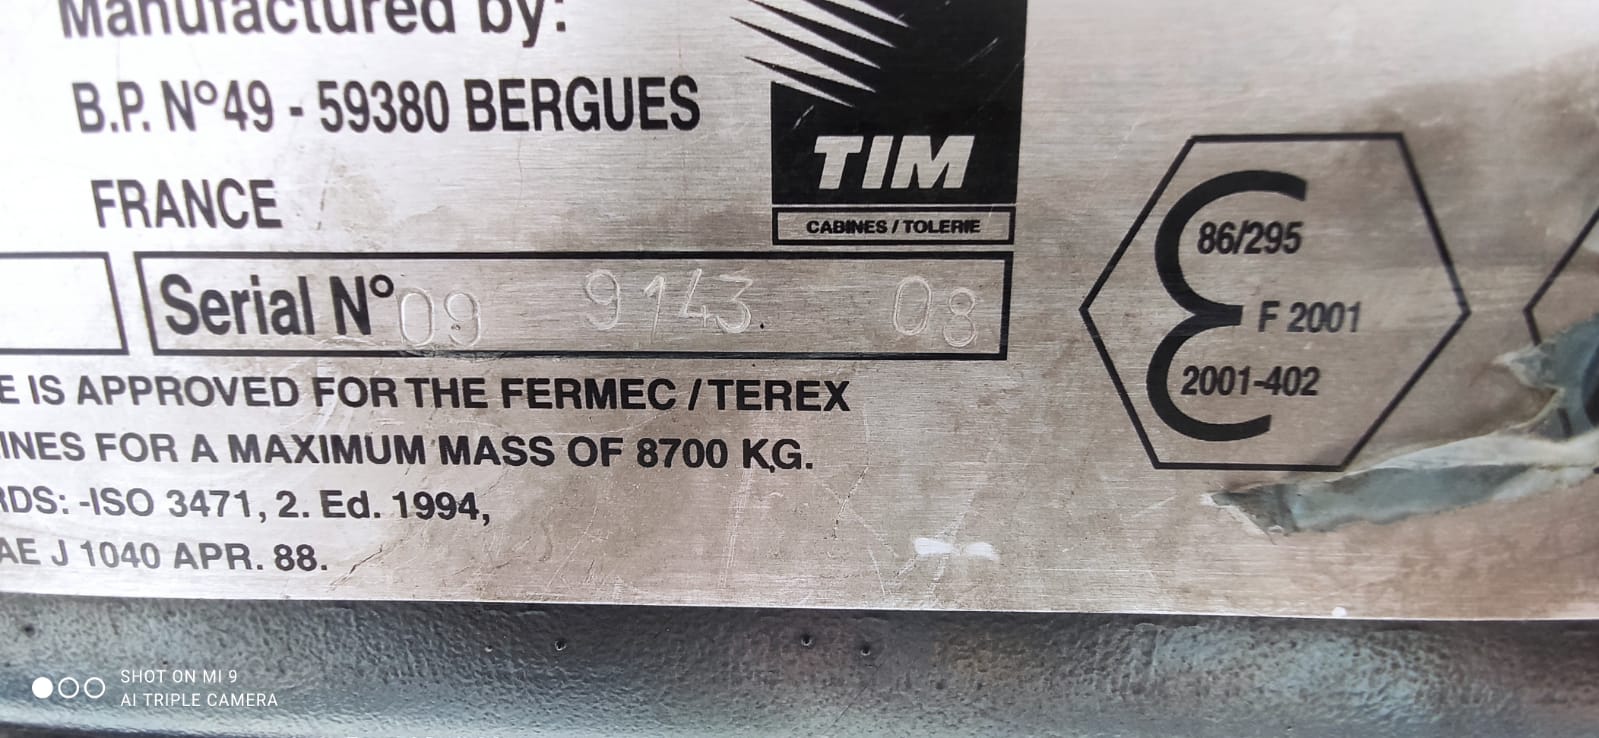 Manufactured by:
B.P. N°49 - 59380 BERGUES
FRANCE
TIM
CABINES / TOLERIE
Serial N° 09 9143 08
E IS APPROVED FOR THE FERMEC / TEREX
INES FOR A MAXIMUM MASS OF 8700 KG.
RDS: -ISO 3471, 2. Ed. 1994,
AE J 1040 APR. 88.
86/295
F 2001
2001-402
SHOT ON MI 9
AI TRIPLE CAMERA